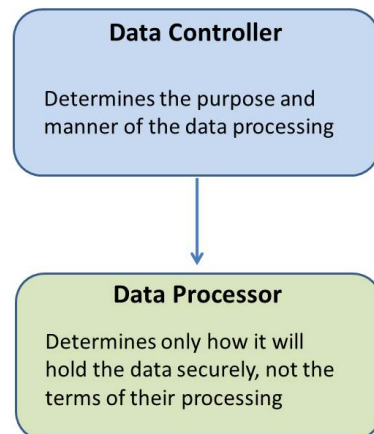 Data Controller
Determines the purpose and
manner of the data processing
Data Processor
Determines only how it will
hold the data securely, not the
terms of their processing